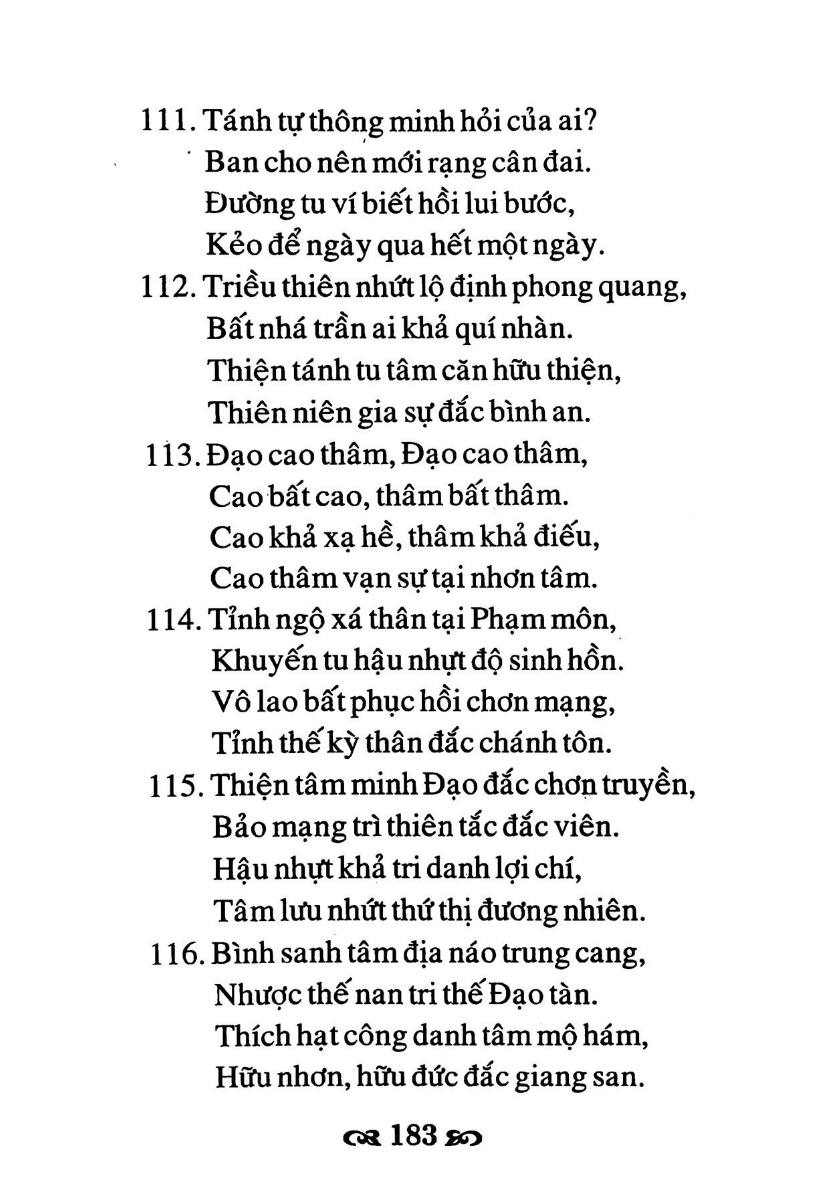 111. Tánh tự thông minh hỏi của ai?
Ban cho nên mới rạng cân đai.
Đường tu ví biết hồi lui bước,
Kẻo để ngày qua hết một ngày.
112. Triều thiên nhứt lộ định phong quang,
Bất nhá trần ai khả quí nhàn.
Thiện tánh tu tâm căn hữu thiện,
Thiên niên gia sự đắc bình an.
113. Đạo cao thâm, Đạo cao thâm,
Cao bất cao, thâm bất thâm.
Cao khả xạ hề, thâm khả điếu,
Cao thâm vạn sự tại nhơn tâm.
114. Tỉnh ngộ xá thân tại Phạm môn,
Khuyến tu hậu nhựt độ sinh hồn.
Vô lao bất phục hồi chơn mạng,
Tỉnh thế kỳ thân đắc chánh tôn.
115. Thiện tâm minh Đạo đắc chơn truyền,
Bảo mạng trì thiên tắc đắc viên.
Hậu nhựt khả tri danh lợi chí,
Tâm lưu nhứt thứ thị đương nhiên.
116. Bình sanh tâm địa náo trung cang,
Nhược thế nan tri thế Đạo tàn.
Thích hạt công danh tâm mộ hám,
Hữu nhơn, hữu đức đắc giang san.
183